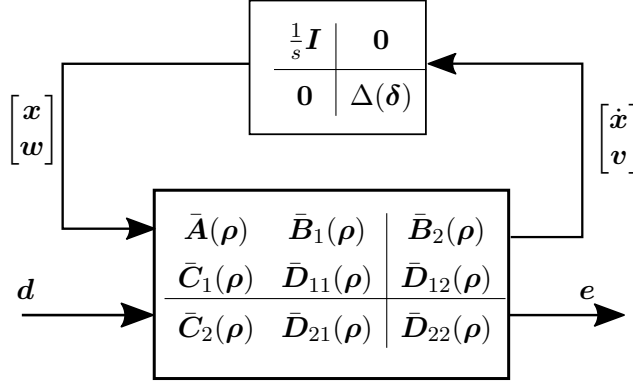 1/s I 0
0 Δ(δ)
[x w]
[ẋ v]
Ā(ρ) B̄₁(ρ) B̄₂(ρ)
C̄₁(ρ) D̄₁₁(ρ) D̄₁₂(ρ)
C̄₂(ρ) D̄₂₁(ρ) D̄₂₂(ρ)
d
e